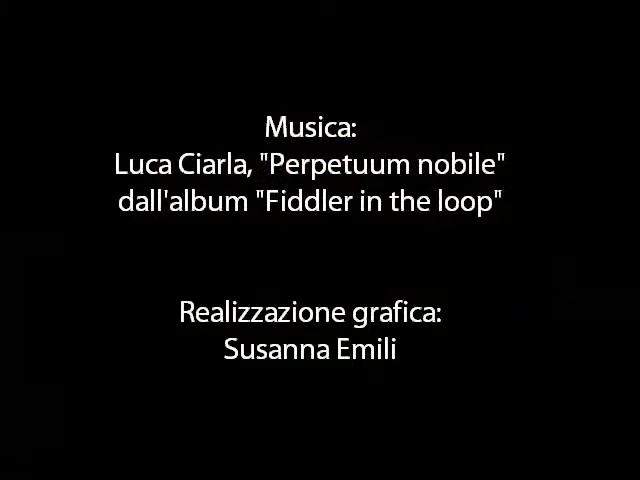 Musica:
Luca Ciarla, "Perpetuum nobile"
dall'album "Fiddler in the loop"
Realizzazione grafica:
Susanna Emili